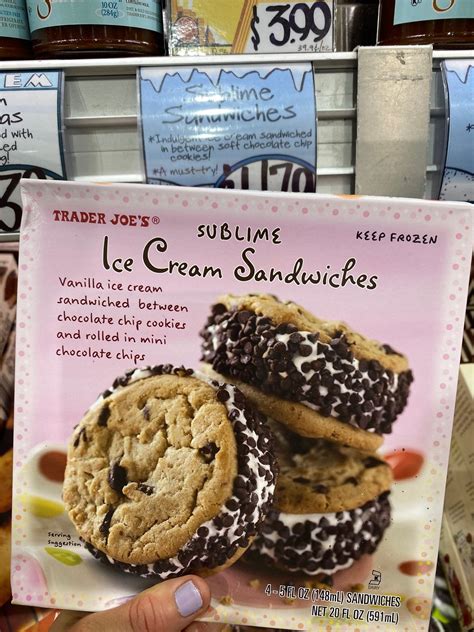 10 OZ
(284g)
$3.99
Sublime
Sandwiches
*Indulgent ice cream sandwiched
in between soft chocolate chip
cookies!
*A must-try!
TRADER JOE'S®
SUBLIME
KEEP FROZEN
Ice Cream Sandwiches
Vanilla ice cream
sandwiched between
chocolate chip cookies
and rolled in mini
chocolate chips
serving
suggestion
4 - 5 FL OZ (148mL) SANDWICHES
NET 20 FL OZ (591mL)